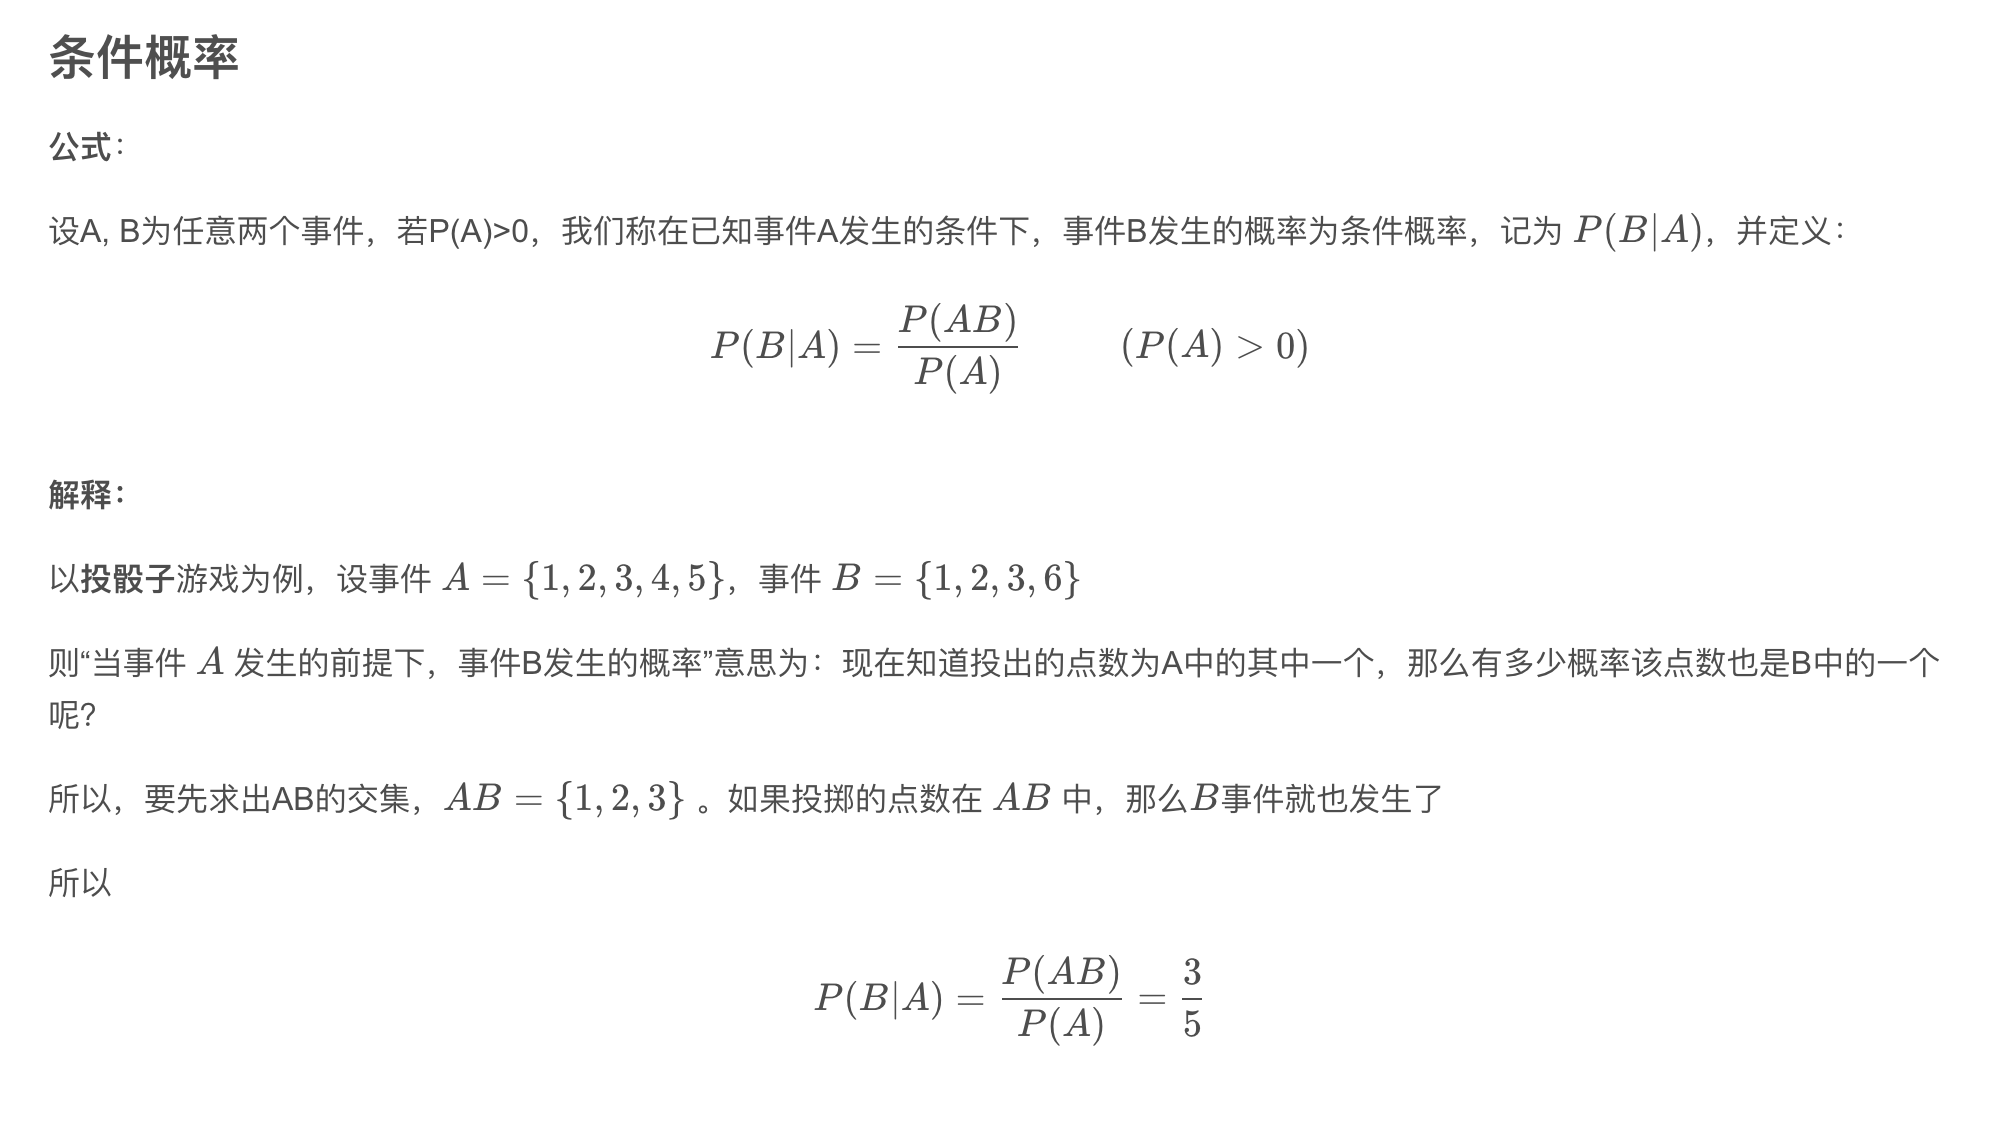 条件概率
公式：
设A, B为任意两个事件，若P(A)>0，我们称在已知事件A发生的条件下，事件B发生的概率为条件概率，记为 P(B|A)，并定义：
P(B|A) = \frac{P(AB)}{P(A)} (P(A) > 0)
解释：
以投骰子游戏为例，设事件 A = {1, 2, 3, 4, 5}，事件 B = {1, 2, 3, 6}
则“当事件 A 发生的前提下，事件B发生的概率”意思为：现在知道投出的点数为A中的其中一个，那么有多少概率该点数也是B中的一个
呢？
所以，要先求出AB的交集，AB = {1, 2, 3} 。如果投掷的点数在 AB 中，那么B事件就也发生了
所以
P(B|A) = \frac{P(AB)}{P(A)} = \frac{3}{5}